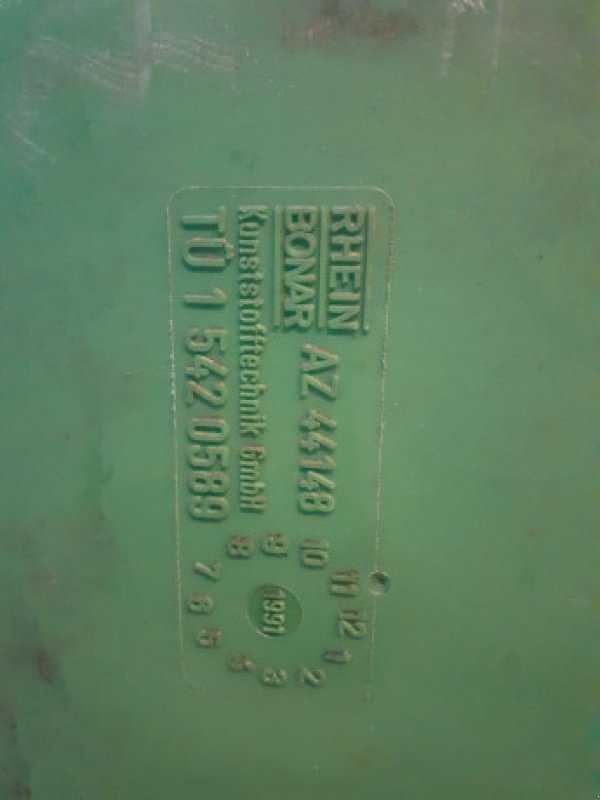 RHEIN
BONAR AZ 44148
Kunststofftechnik GmbH
TÜ 1 542 0589
1991
1 2 3 4 5 6 7 8 9 10 11 12